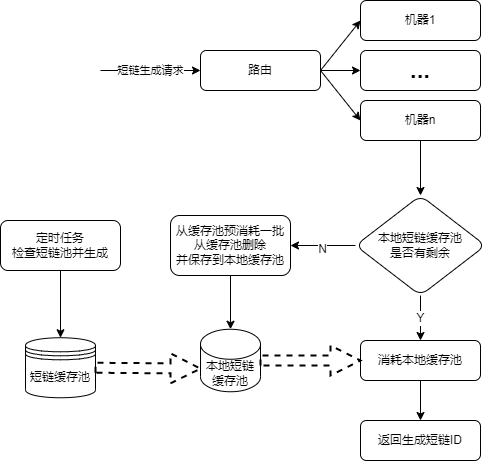 机器1
短链生成请求
路由
...
机器n
定时任务
检查短链池并生成
从缓存池预消耗一批
从缓存池删除
并保存到本地缓存池
N
本地短链缓存池
是否有剩余
Y
短链缓存池
本地短链
缓存池
消耗本地缓存池
返回生成短链ID